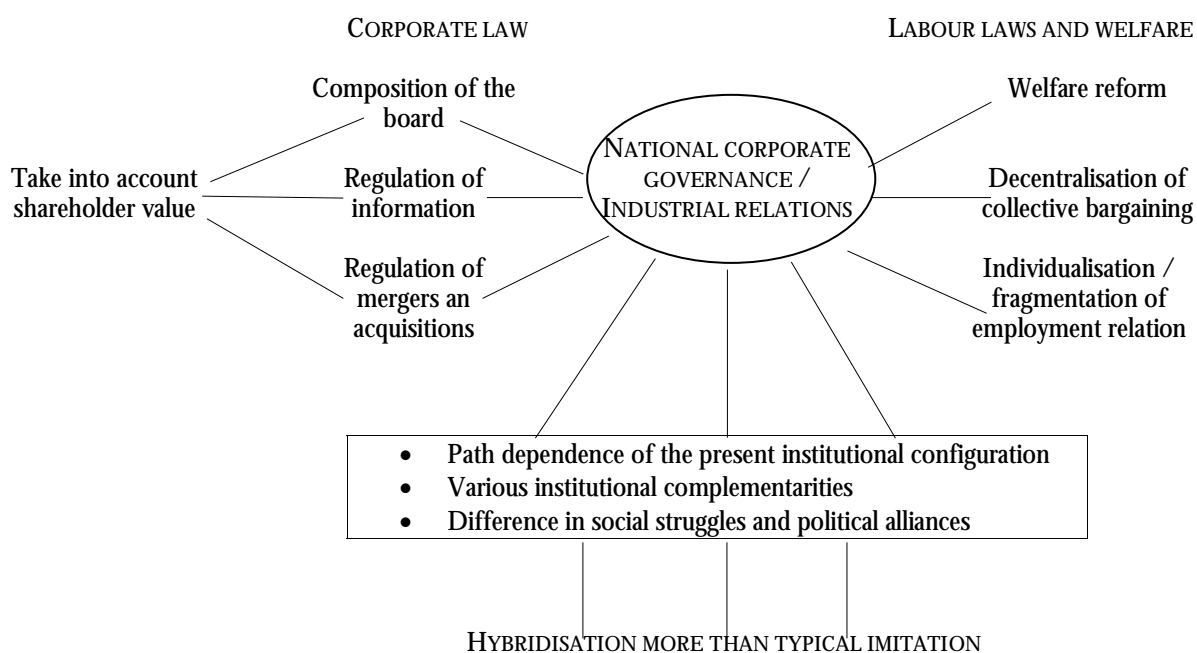 CORPORATE LAW
LABOUR LAWS AND WELFARE
Composition of the
board
Welfare reform
NATIONAL CORPORATE
GOVERNANCE /
INDUSTRIAL RELATIONS
Take into account
shareholder value
Regulation of
information
Decentralisation of
collective bargaining
Regulation of
mergers an
acquisitions
Individualisation /
fragmentation of
employment relation
• Path dependence of the present institutional configuration
• Various institutional complementarities
• Difference in social struggles and political alliances
HYBRIDISATION MORE THAN TYPICAL IMITATION